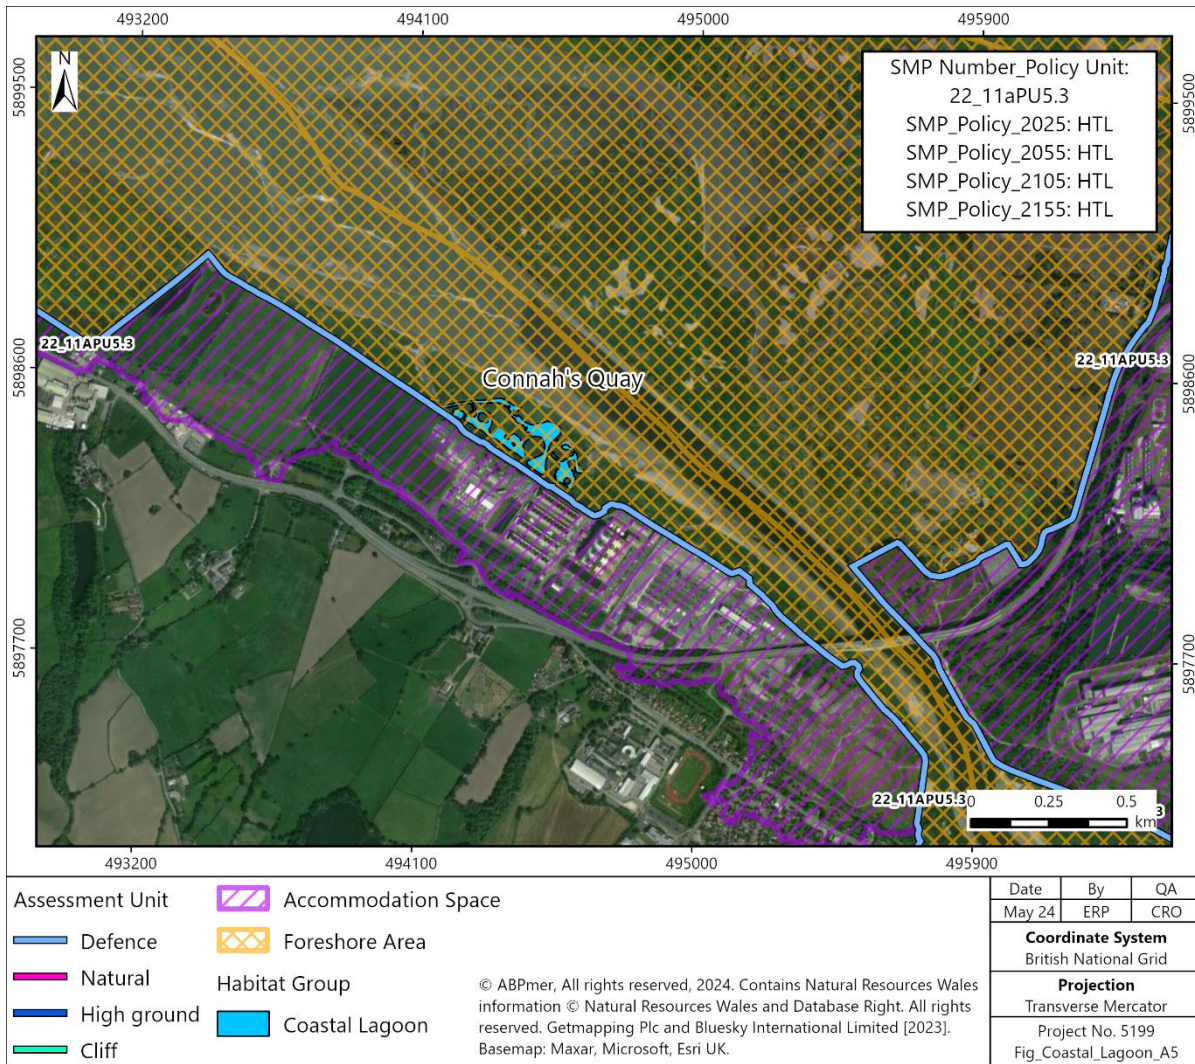 493200
494100
495000
495900
N
5899500
5899500
SMP Number_Policy Unit:
22_11aPU5.3
SMP_Policy_2025: HTL
SMP_Policy_2055: HTL
SMP_Policy_2105: HTL
SMP_Policy_2155: HTL
22_11APU5.3
22_11APU5.3
5898600
5898600
Connah's Quay
5897700
5897700
22_11APU5.3
3
0 0.25 0.5
km
493200
494100
495000
495900
Assessment Unit
Defence
Natural
High ground
Cliff
Accommodation Space
Foreshore Area
Habitat Group
Coastal Lagoon
© ABPmer, All rights reserved, 2024. Contains Natural Resources Wales
information © Natural Resources Wales and Database Right. All rights
reserved. Getmapping Plc and Bluesky International Limited [2023].
Basemap: Maxar, Microsoft, Esri UK.
Date By QA
May 24 ERP CRO
Coordinate System
British National Grid
Projection
Transverse Mercator
Project No. 5199
Fig_Coastal_Lagoon_A5